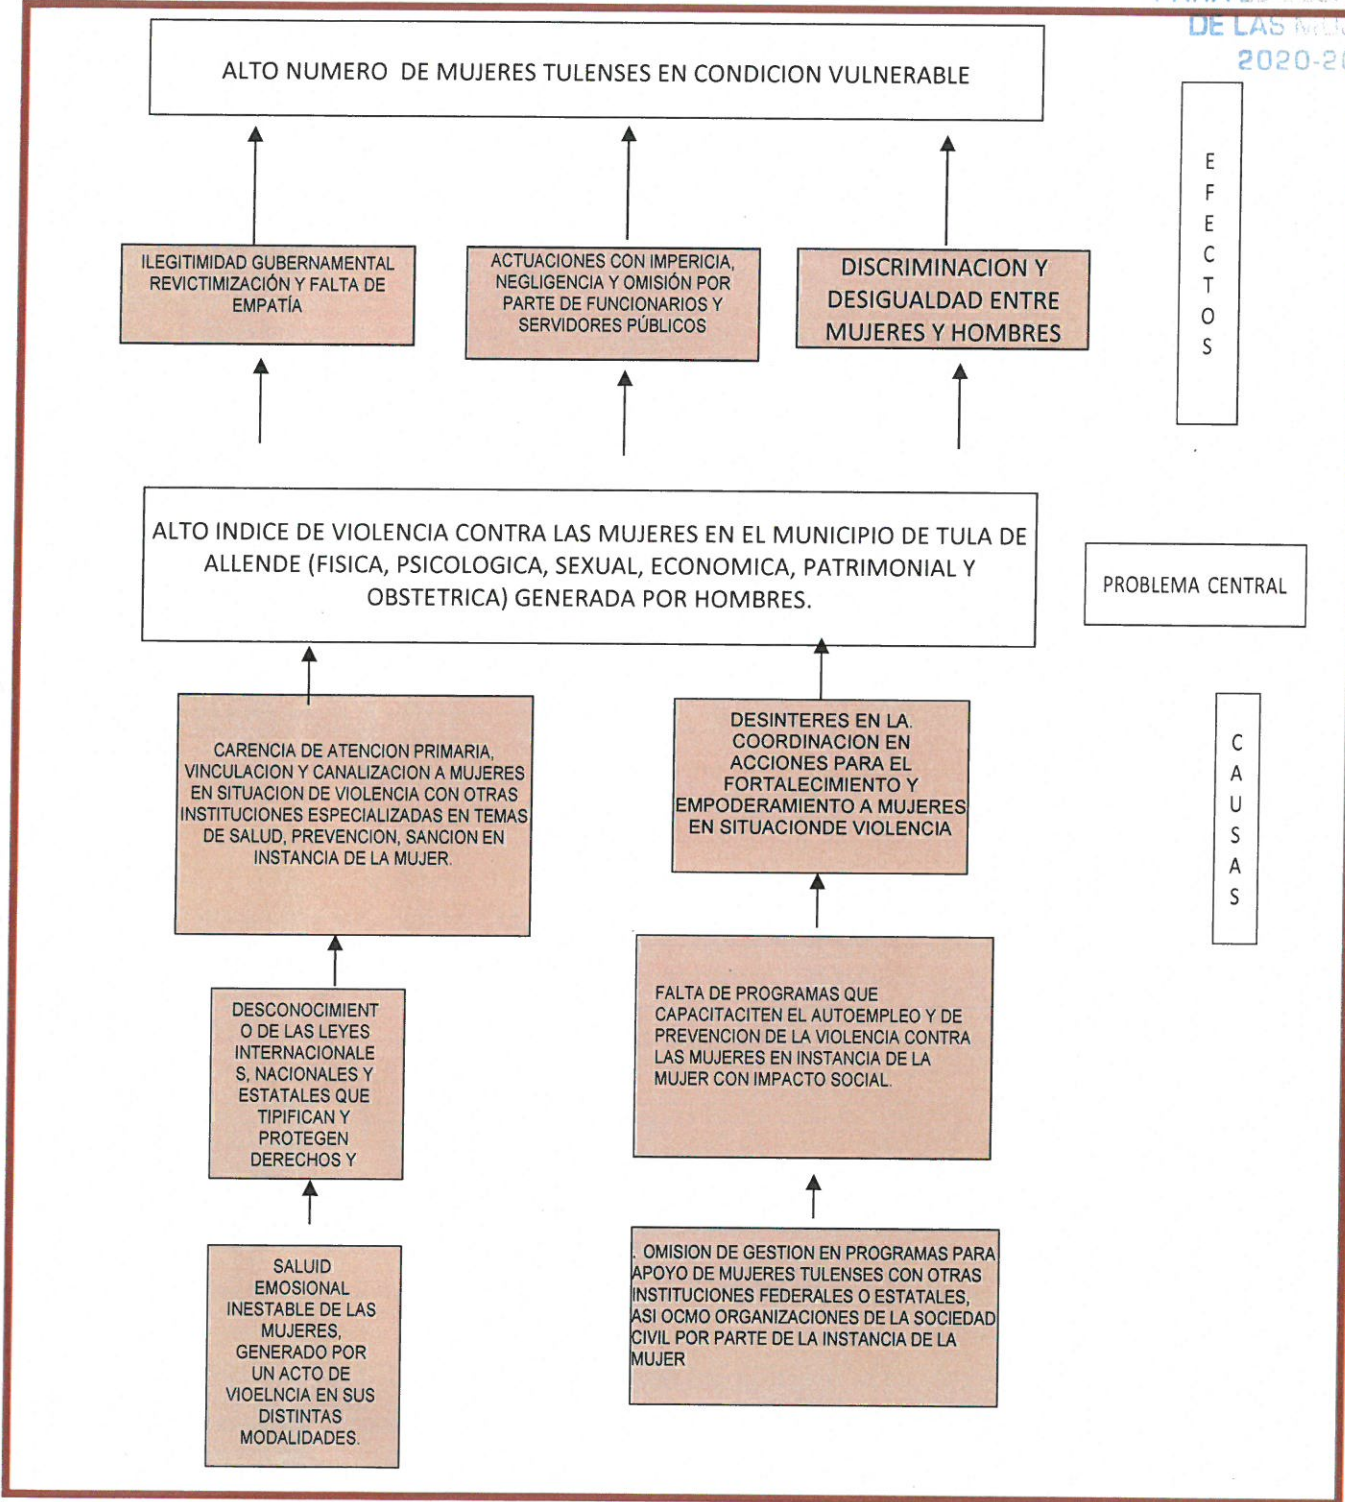 DE LAS
2020-20
ALTO NUMERO DE MUJERES TULENSES EN CONDICION VULNERABLE
E
F
E
C
T
O
S
ILEGITIMIDAD GUBERNAMENTAL
REVICTIMIZACIÓN Y FALTA DE
EMPATÍA
ACTUACIONES CON IMPERICIA,
NEGLIGENCIA Y OMISIÓN POR
PARTE DE FUNCIONARIOS Y
SERVIDORES PÚBLICOS
DISCRIMINACION Y
DESIGUALDAD ENTRE
MUJERES Y HOMBRES
ALTO INDICE DE VIOLENCIA CONTRA LAS MUJERES EN EL MUNICIPIO DE TULA DE
ALLENDE (FISICA, PSICOLOGICA, SEXUAL, ECONOMICA, PATRIMONIAL Y
OBSTETRICA) GENERADA POR HOMBRES.
PROBLEMA CENTRAL
CARENCIA DE ATENCION PRIMARIA,
VINCULACION Y CANALIZACION A MUJERES
EN SITUACION DE VIOLENCIA CON OTRAS
INSTITUCIONES ESPECIALIZADAS EN TEMAS
DE SALUD, PREVENCION, SANCION EN
INSTANCIA DE LA MUJER.
DESINTERES EN LA.
COORDINACION EN
ACCIONES PARA EL
FORTALECIMIENTO Y
EMPODERAMIENTO A MUJERES
EN SITUACIONDE VIOLENCIA
C
A
U
S
A
S
DESCONOCIMIENT
O DE LAS LEYES
INTERNACIONALE
S, NACIONALES Y
ESTATALES QUE
TIPIFICAN Y
PROTEGEN
DERECHOS Y
FALTA DE PROGRAMAS QUE
CAPACITACITEN EL AUTOEMPLEO Y DE
PREVENCION DE LA VIOLENCIA CONTRA
LAS MUJERES EN INSTANCIA DE LA
MUJER CON IMPACTO SOCIAL.
SALUID
EMOSIONAL
INESTABLE DE LAS
MUJERES,
GENERADO POR
UN ACTO DE
VIOELNCIA EN SUS
DISTINTAS
MODALIDADES.
. OMISION DE GESTION EN PROGRAMAS PARA
APOYO DE MUJERES TULENSES CON OTRAS
INSTITUCIONES FEDERALES O ESTATALES,
ASI OCMO ORGANIZACIONES DE LA SOCIEDAD
CIVIL POR PARTE DE LA INSTANCIA DE LA
MUJER